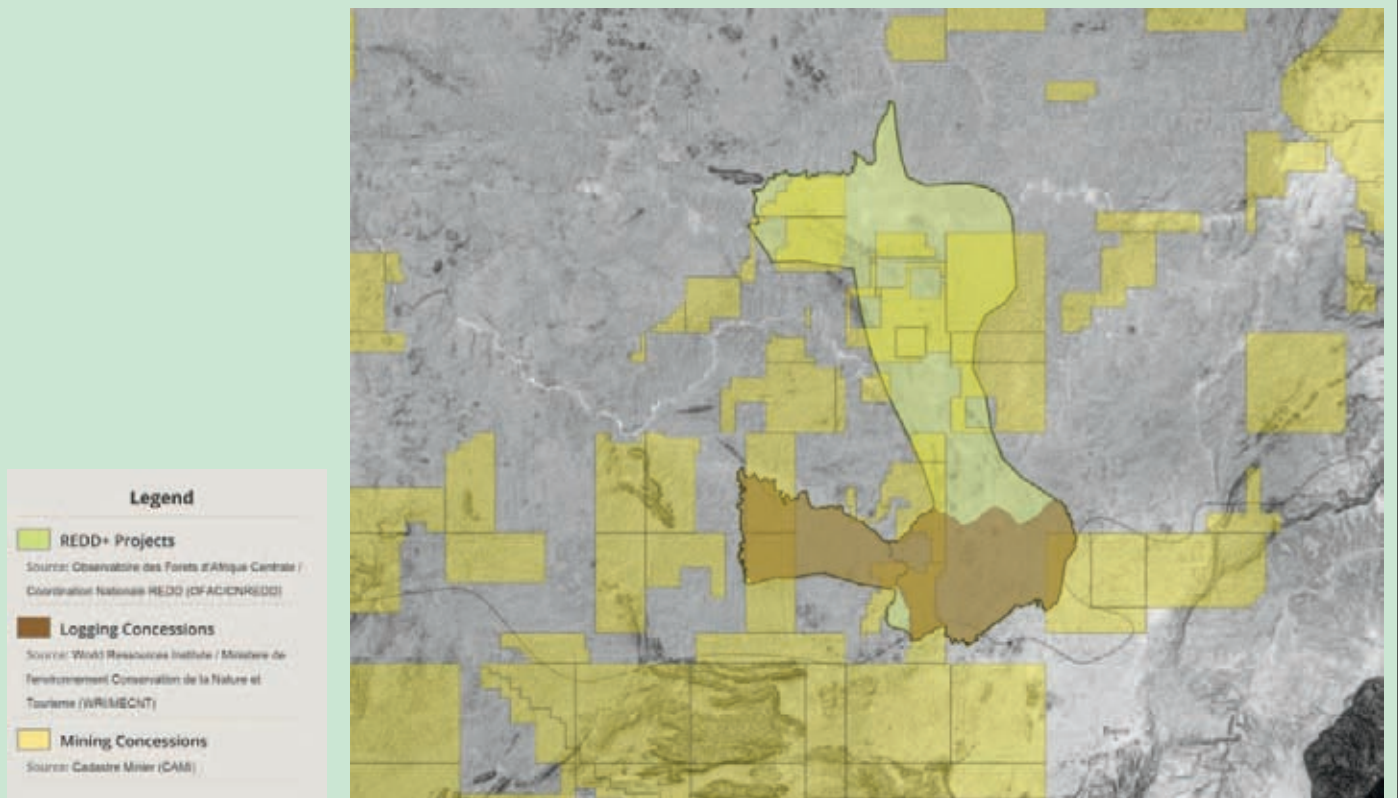 Legend
REDD+ Projects
Source: Observatoire des Forets d'Afrique Centrale /
Coordination Nationale REDD (OFAC/CNREDD)
Logging Concessions
Source: World Ressources Institute / Ministere de
l'environnement Conservation de la Nature et
Tourisme (WRI/MECNT)
Mining Concessions
Source: Cadastre Minier (CAMI)